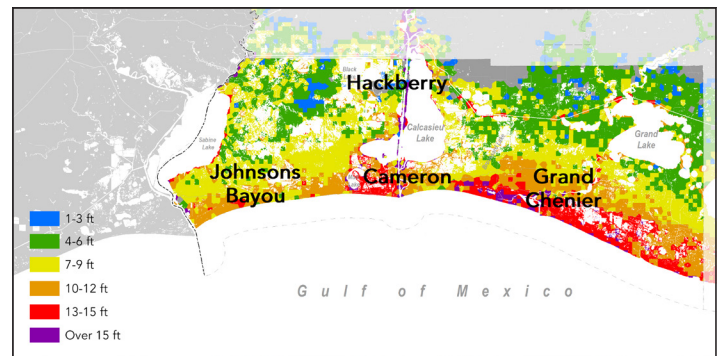 Black
Hackberry
Sabine
Lake
Calcasieu
Lake
Grand
Lake
Johnsons
Bayou
Cameron
Grand
Chenier
1-3 ft
4-6 ft
7-9 ft
10-12 ft
13-15 ft
Over 15 ft
Gulf of Mexico